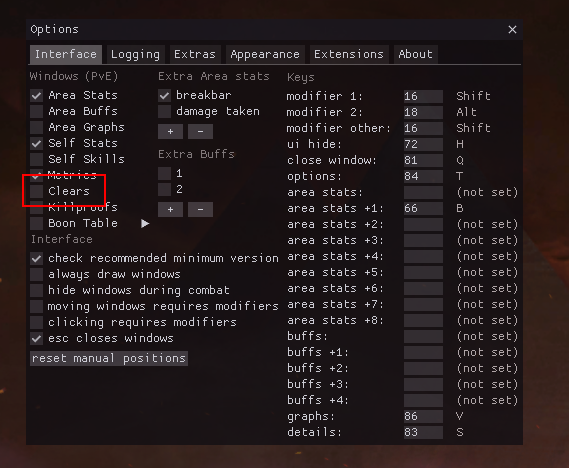 Options
Interface Logging Extras Appearance Extensions About
Windows (PvE)
Area Stats
Area Buffs
Area Graphs
Self Stats
Self Skills
Metrics
Clears
Killproofs
Boon Table
Interface
check recommended minimum version
always draw windows
hide windows during combat
moving windows requires modifiers
clicking requires modifiers
esc closes windows
reset manual positions
Extra Area stats
breakbar
damage taken
+ -
Extra Buffs
1
2
+ -
Keys
modifier 1: 16 Shift
modifier 2: 18 Alt
modifier other: 16 Shift
ui hide: 72 H
close window: 81 Q
options: 84 T
area stats: (not set)
area stats +1: 66 B
area stats +2: (not set)
area stats +3: (not set)
area stats +4: (not set)
area stats +5: (not set)
area stats +6: (not set)
area stats +7: (not set)
area stats +8: (not set)
buffs: (not set)
buffs +1: (not set)
buffs +2: (not set)
buffs +3: (not set)
buffs +4: (not set)
graphs: 86 V
details: 83 S